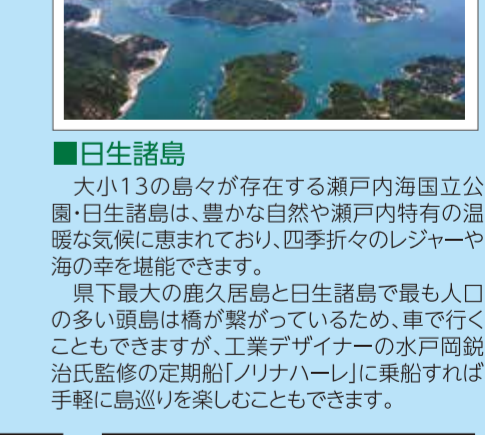 ■日生諸島
大小13の島々が存在する瀬戸内海国立公
園・日生諸島は、豊かな自然や瀬戸内特有の温
暖な気候に恵まれており、四季折々のレジャーや
海の幸を堪能できます。
県下最大の鹿久居島と日生諸島で最も人口
の多い頭島は橋が繋がっているため、車で行く
こともできますが、工業デザイナーの水戸岡鋭
治氏監修の定期船「ノリナハーレ」に乗船すれば
手軽に島巡りを楽しむこともできます。